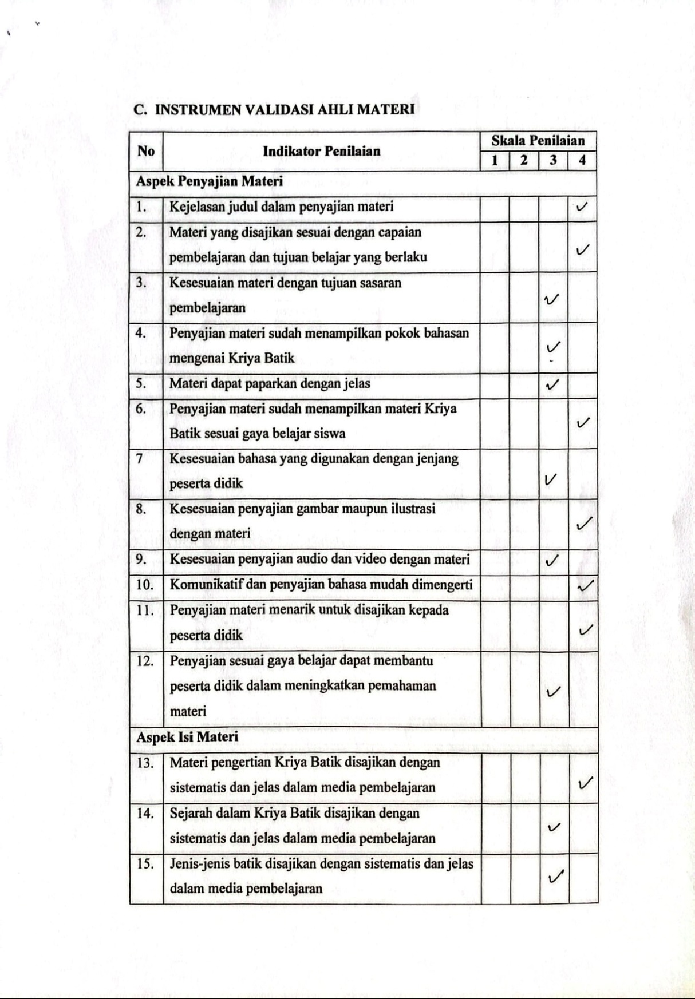 C. INSTRUMEN VALIDASI AHLI MATERI
No Indikator Penilaian Skala Penilaian
1 2 3 4
Aspek Penyajian Materi
1. Kejelasan judul dalam penyajian materi ✓
2. Materi yang disajikan sesuai dengan capaian
pembelajaran dan tujuan belajar yang berlaku ✓
3. Kesesuaian materi dengan tujuan sasaran
pembelajaran ✓
4. Penyajian materi sudah menampilkan pokok bahasan
mengenai Kriya Batik ✓
5. Materi dapat paparkan dengan jelas ✓
6. Penyajian materi sudah menampilkan materi Kriya
Batik sesuai gaya belajar siswa ✓
7 Kesesuaian bahasa yang digunakan dengan jenjang
peserta didik ✓
8. Kesesuaian penyajian gambar maupun ilustrasi
dengan materi ✓
9. Kesesuaian penyajian audio dan video dengan materi ✓
10. Komunikatif dan penyajian bahasa mudah dimengerti ✓
11. Penyajian materi menarik untuk disajikan kepada
peserta didik ✓
12. Penyajian sesuai gaya belajar dapat membantu
peserta didik dalam meningkatkan pemahaman ✓
materi
Aspek Isi Materi
13. Materi pengertian Kriya Batik disajikan dengan
sistematis dan jelas dalam media pembelajaran ✓
14. Sejarah dalam Kriya Batik disajikan dengan
sistematis dan jelas dalam media pembelajaran ✓
15. Jenis-jenis batik disajikan dengan sistematis dan jelas
dalam media pembelajaran ✓